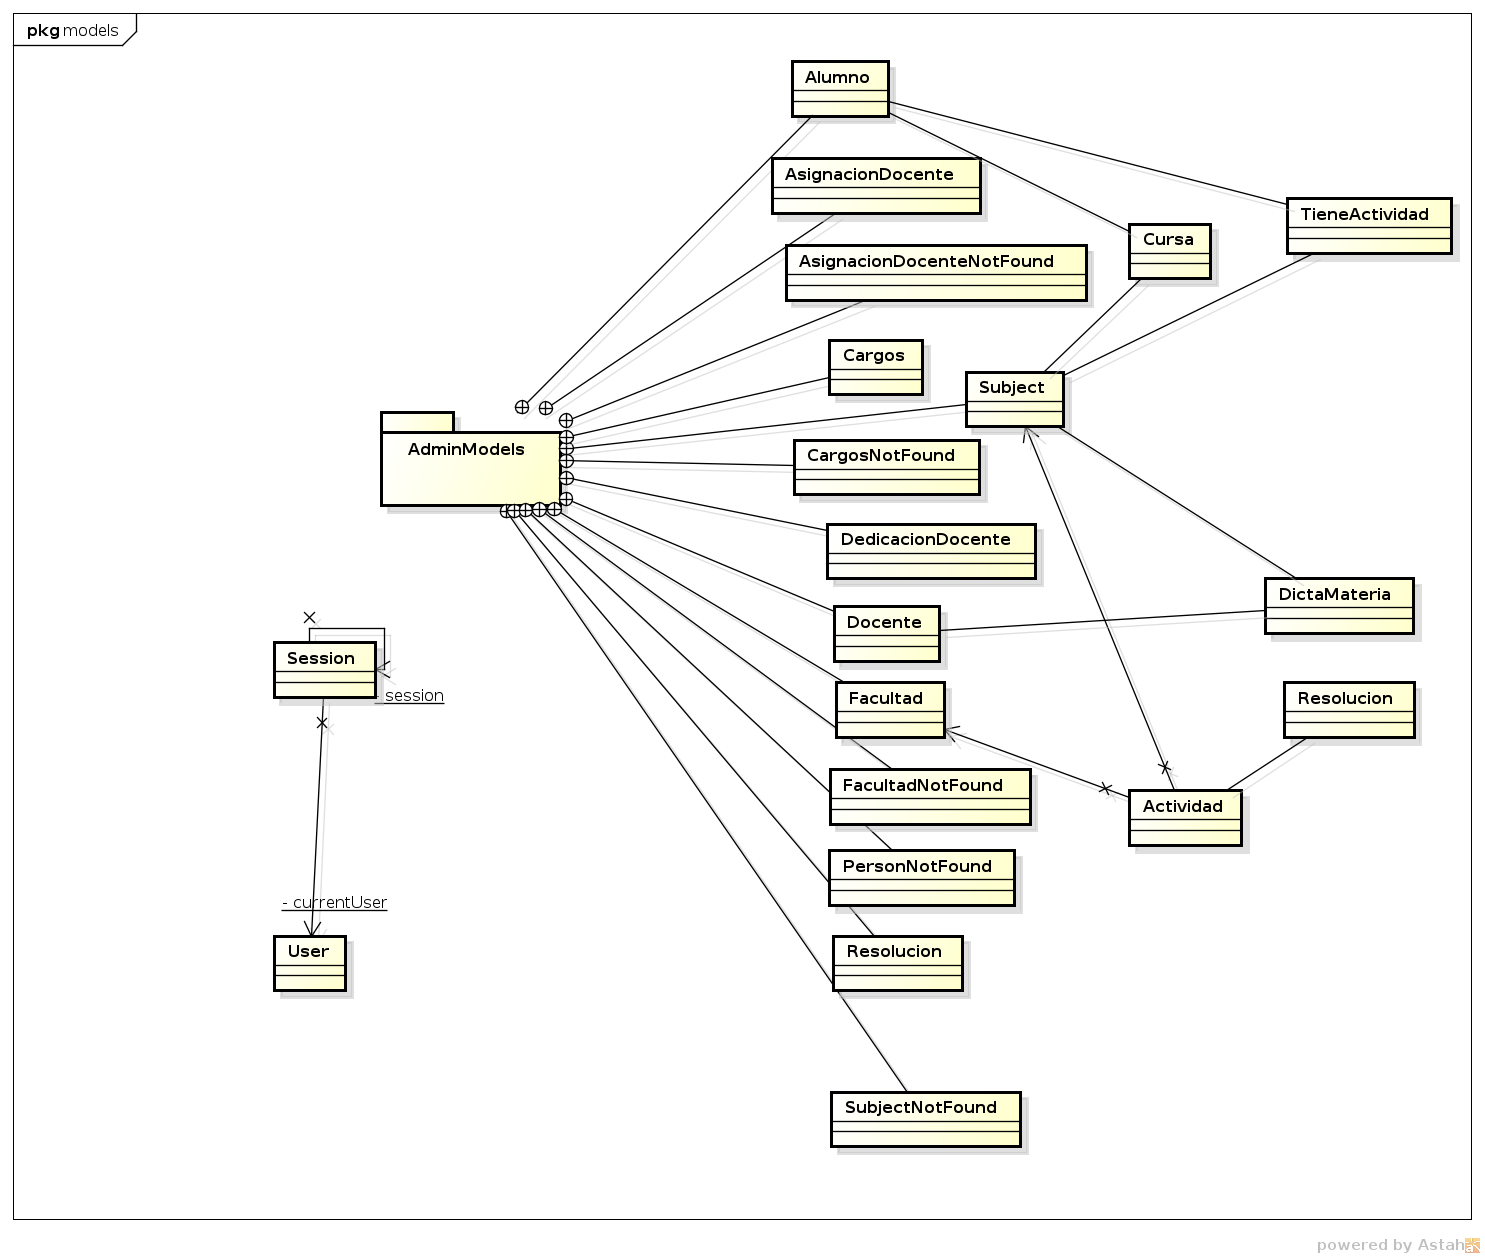 pkg models
Alumno
AsignacionDocente
TieneActividad
Cursa
AsignacionDocenteNotFound
Cargos
Subject
AdminModels
CargosNotFound
DedicacionDocente
DictaMateria
Docente
Session
- session
Facultad
Resolucion
FacultadNotFound
Actividad
PersonNotFound
- currentUser
User
Resolucion
SubjectNotFound
powered by Astah